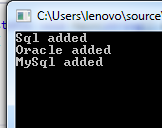 C:\Users\lenovo\source
Sql added
Oracle added
MySql added